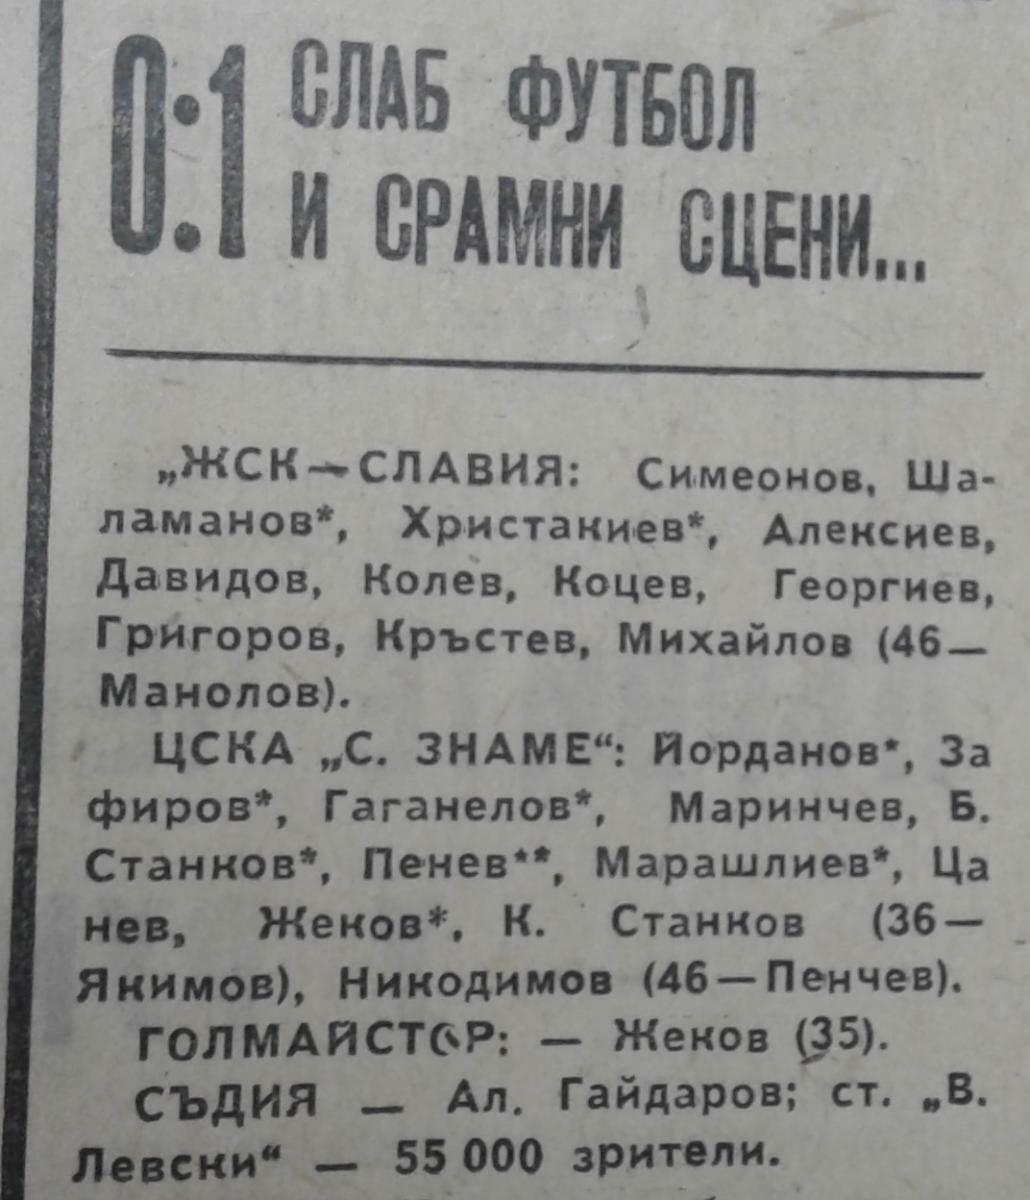 0:1 СЛАБ ФУТБОЛ
И СРАМНИ СЦЕНИ...
„ЖСК—СЛАВИЯ: Симеонов, Ша-
ламанов*, Христакиев*, Алексиев,
Давидов, Колев, Коцев, Георгиев,
Григоров, Кръстев, Михайлов (46—
Манолов).
ЦСКА „С. ЗНАМЕ“: Йорданов*, За
фиров*, Гаганелов*, Маринчев, Б.
Станков*, Пенев**, Марашлиев*, Ца
нев, Жеков*, К. Станков (36—
Якимов), Никодимов (46—Пенчев).
ГОЛМАЙСТОР: — Жеков (35).
СЪДИЯ — Ал. Гайдаров; ст. „В.
Левски“ — 55 000 зрители.